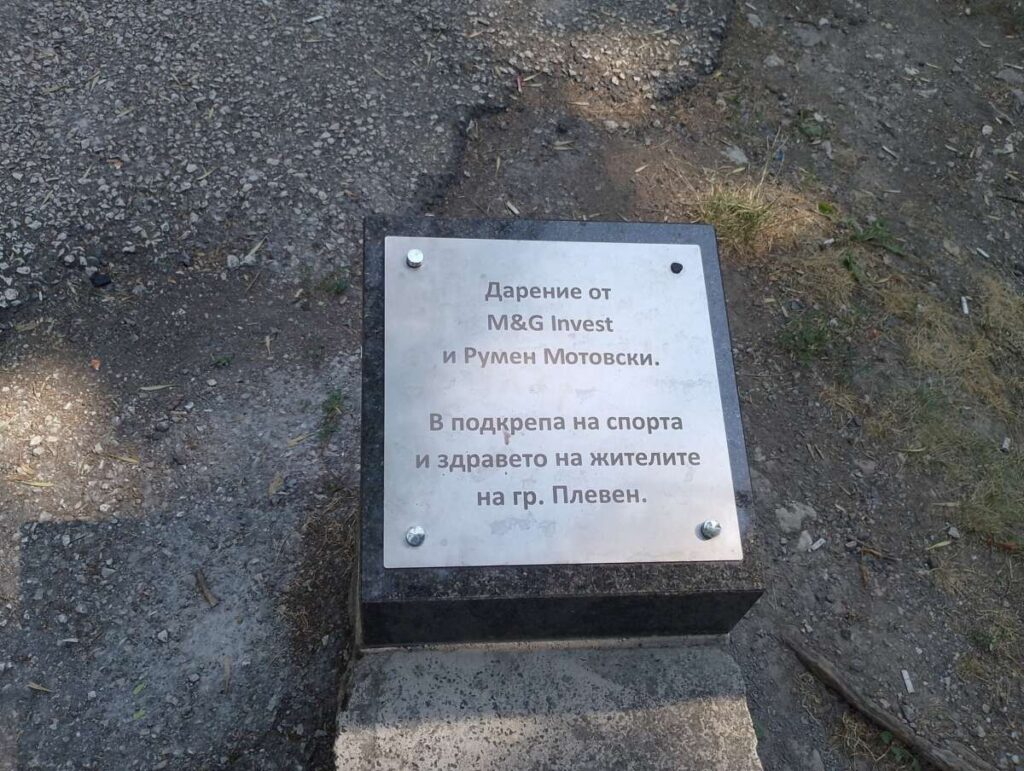 Дарение от
M&G Invest
и Румен Мотовски.
В подкрепа на спорта
и здравето на жителите
на гр. Плевен.